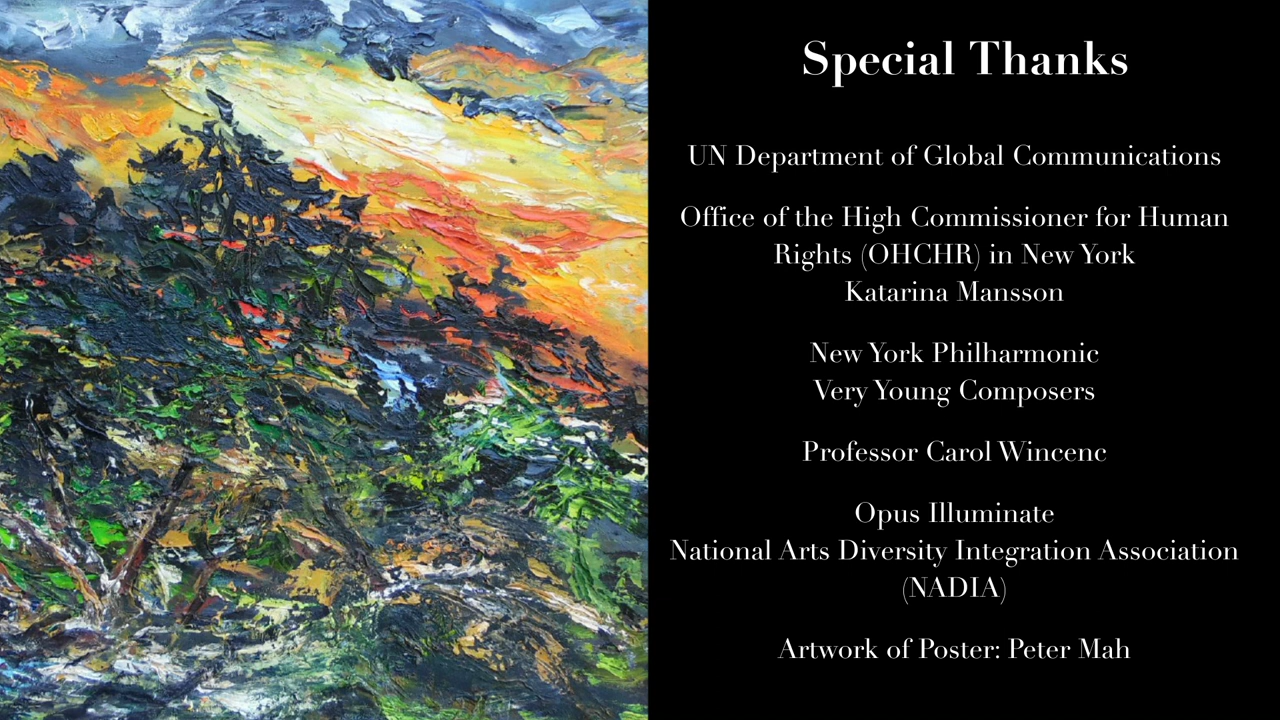 Special Thanks
UN Department of Global Communications
Office of the High Commissioner for Human
Rights (OHCHR) in New York
Katarina Mansson
New York Philharmonic
Very Young Composers
Professor Carol Wincenc
Opus Illuminate
National Arts Diversity Integration Association
(NADIA)
Artwork of Poster: Peter Mah